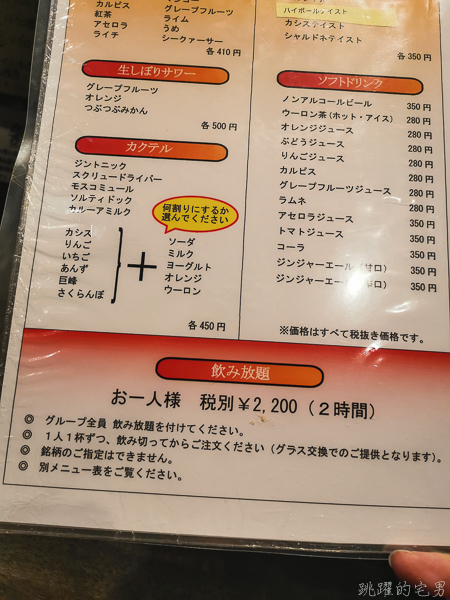 カルピス
紅茶
アセロラ
ライチ
グレープフルーツ
ライム
うめ
シークァーサー
各 410 円
生しぼりサワー
グレープフルーツ
オレンジ
つぶつぶみかん
各 500 円
カクテル
ジントニック
スクリュードライバー
モスコミュール
ソルティドック
カルーアミルク
何割りにするか
選んでください
カシス
りんご
いちご
あんず
巨峰
さくらんぼ
+
ソーダ
ミルク
ヨーグルト
オレンジ
ウーロン
各 450 円
ハイボールテイスト
カシステイスト
シャルドネテイスト
各 350 円
ソフトドリンク
ノンアルコールビール 350 円
ウーロン茶(ホット・アイス) 280 円
オレンジジュース 280 円
ぶどうジュース 280 円
りんごジュース 280 円
カルピス 280 円
グレープフルーツジュース 280 円
ラムネ 280 円
アセロラジュース 350 円
トマトジュース 350 円
コーラ 350 円
ジンジャーエール(甘口) 350 円
ジンジャーエール 口) 350 円
※価格はすべて税抜き価格です。
飲み放題
お一人様 税別￥2,200(2時間)
◎ グループ全員 飲み放題を付けてください。
◎ 1人1杯ずつ、飲み切ってからご注文ください(グラス交換でのご提供となります)。
◎ 銘柄のご指定はできません。
◎ 別メニュー表をご覧ください。
跳躍的宅男